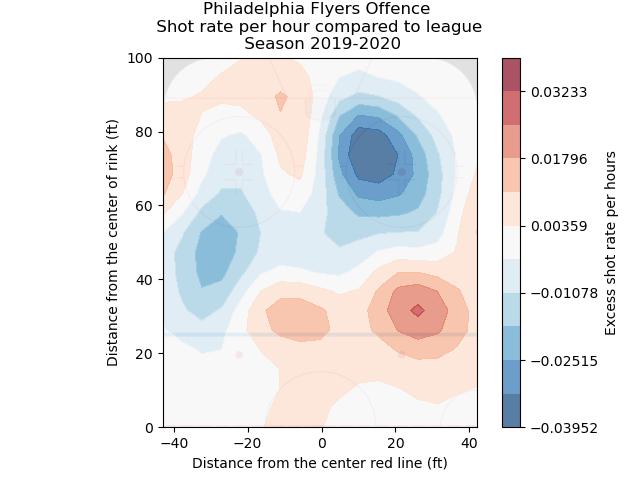 Philadelphia Flyers Offence
Shot rate per hour compared to league
Season 2019-2020
100
80
60
40
20
0
Distance from the center of rink (ft)
−40
−20
0
20
40
Distance from the center red line (ft)
0.03233
0.01796
0.00359
−0.01078
−0.02515
−0.03952
Excess shot rate per hours